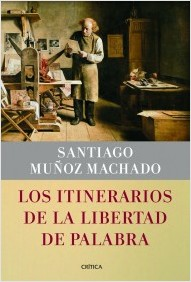 SANTIAGO
MUÑOZ MACHADO
LOS ITINERARIOS
DE LA LIBERTAD
DE PALABRA
CRÍTICA